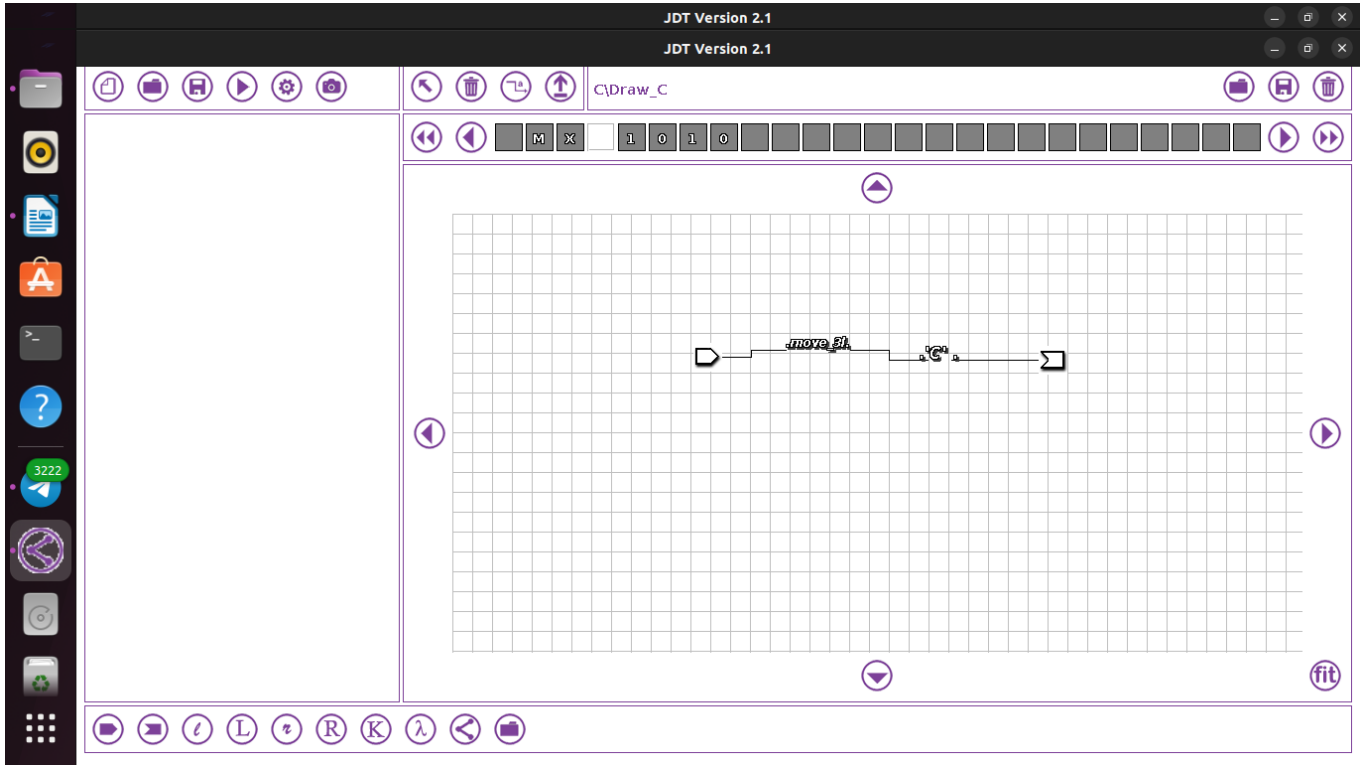 JDT Version 2.1
JDT Version 2.1
C\Draw_C
M X 1 0 1 0
.move_3l.
.'C' .
3222
fit
ℓ L r R K λ